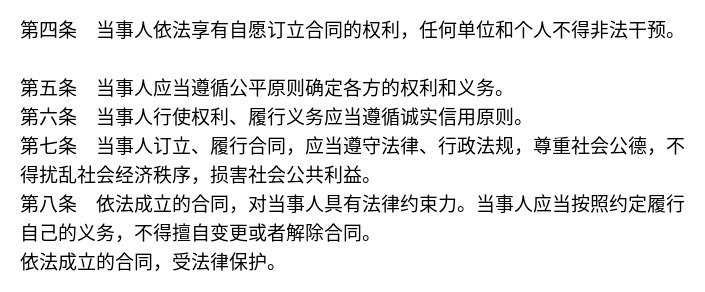 第四条　当事人依法享有自愿订立合同的权利，任何单位和个人不得非法干预。
第五条　当事人应当遵循公平原则确定各方的权利和义务。
第六条　当事人行使权利、履行义务应当遵循诚实信用原则。
第七条　当事人订立、履行合同，应当遵守法律、行政法规，尊重社会公德，不
得扰乱社会经济秩序，损害社会公共利益。
第八条　依法成立的合同，对当事人具有法律约束力。当事人应当按照约定履行
自己的义务，不得擅自变更或者解除合同。
依法成立的合同，受法律保护。